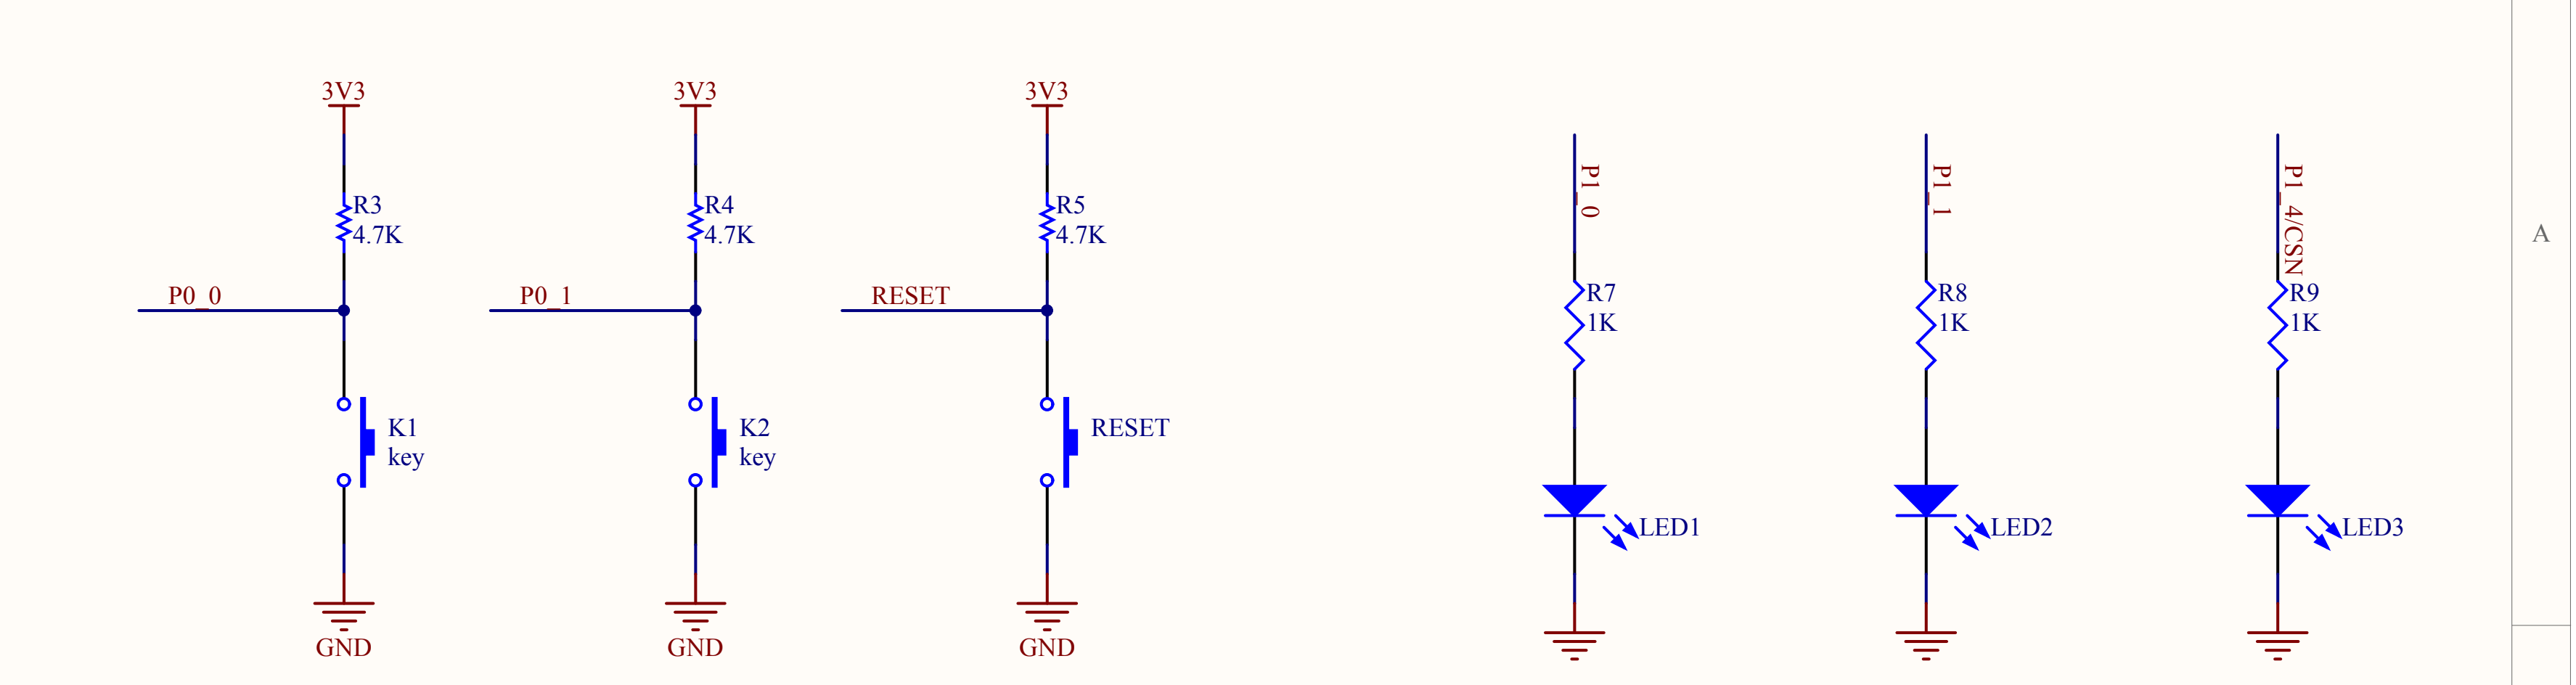 3V3
3V3
3V3
R3
4.7K
R4
4.7K
R5
4.7K
P0_0
P0_1
RESET
K1
key
K2
key
RESET
GND
GND
GND
P1_0
P1_1
P1_4/CSN
R7
1K
R8
1K
R9
1K
LED1
LED2
LED3
A